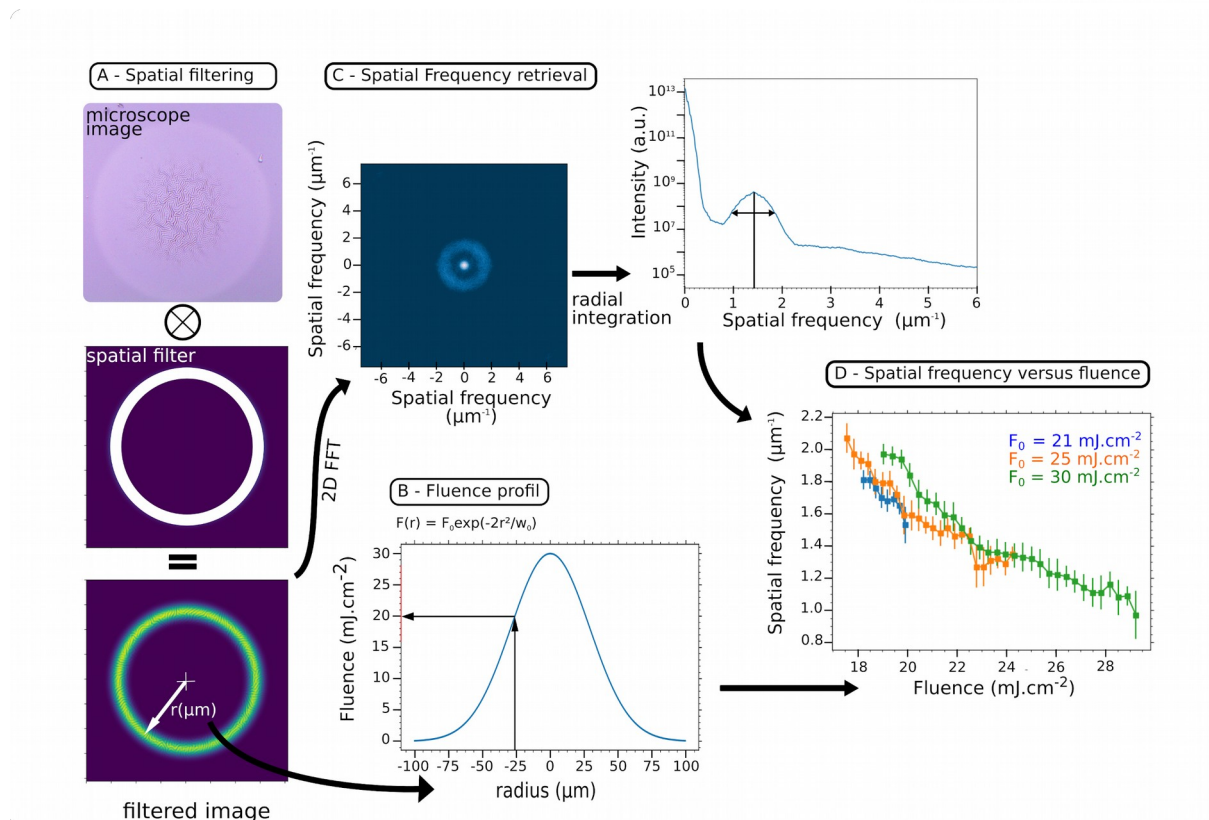 A - Spatial filtering
microscope
image
spatial filter
r(µm)
filtered image
C - Spatial Frequency retrieval
Spatial frequency (µm⁻¹)
6
4
2
0
-2
-4
-6
-6 -4 -2 0 2 4 6
Spatial frequency
(µm⁻¹)
2D FFT
radial
integration
Intensity (a.u.)
10¹³
10¹¹
10⁹
10⁷
10⁵
0 1 2 3 4 5 6
Spatial frequency (µm⁻¹)
B - Fluence profil
F(r) = F₀exp(-2r²/w₀)
Fluence (mJ.cm⁻²)
30
25
20
15
10
5
0
-100 -75 -50 -25 0 25 50 75 100
radius (µm)
D - Spatial frequency versus fluence
Spatial frequency (µm⁻¹)
2.2
2.0
1.8
1.6
1.4
1.2
1.0
0.8
F₀ = 21 mJ.cm⁻²
F₀ = 25 mJ.cm⁻²
F₀ = 30 mJ.cm⁻²
18 20 22 24 26 28
Fluence (mJ.cm⁻²)